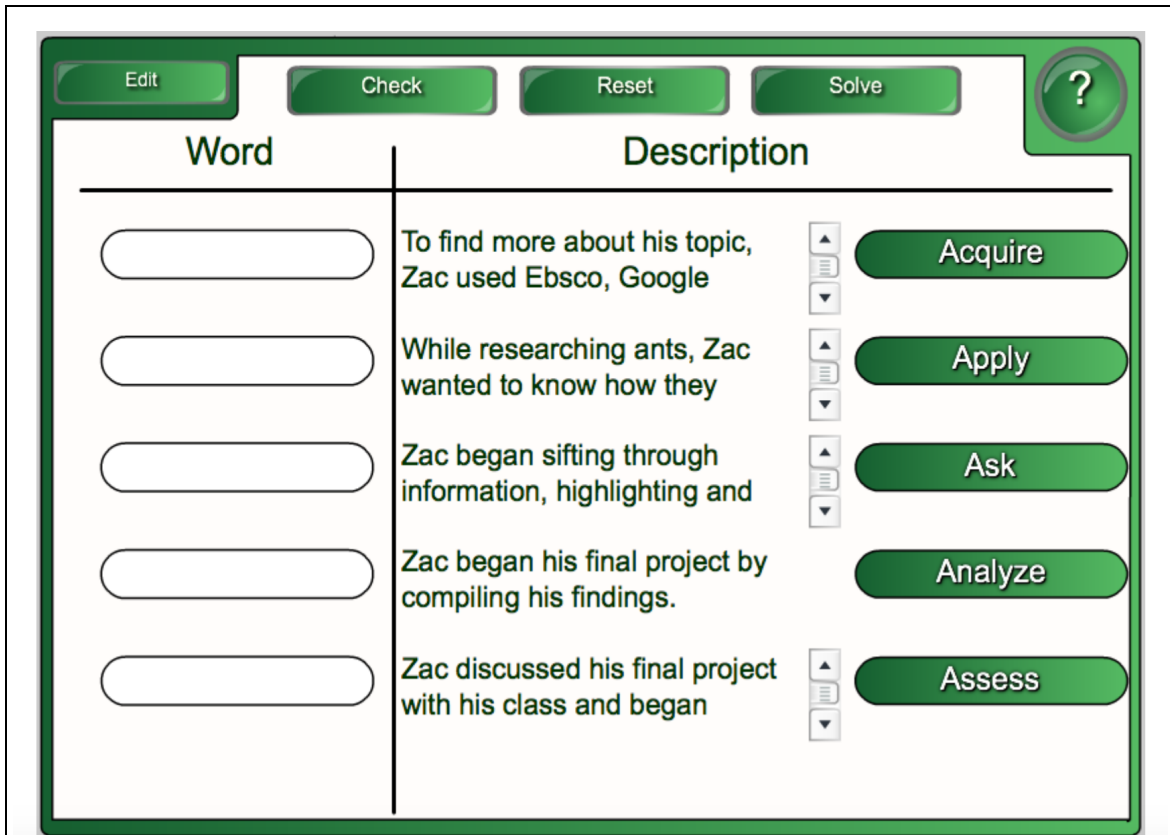 Edit
Check
Reset
Solve
?
Word
Description
To find more about his topic,
Zac used Ebsco, Google
Acquire
While researching ants, Zac
wanted to know how they
Apply
Zac began sifting through
information, highlighting and
Ask
Zac began his final project by
compiling his findings.
Analyze
Zac discussed his final project
with his class and began
Assess